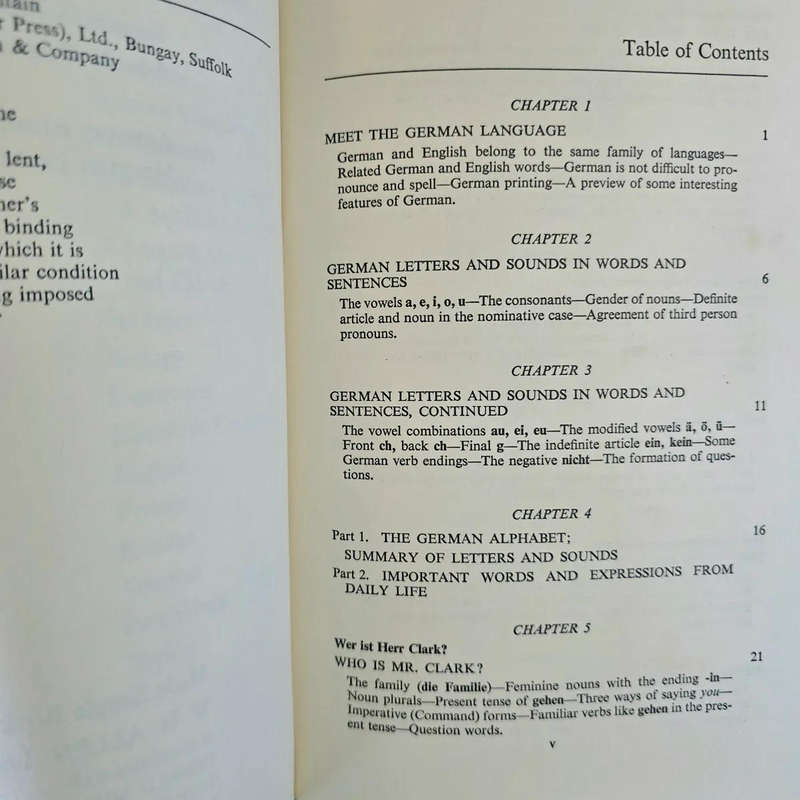 tain
r Press), Ltd., Bungay, Suffolk
n & Company
ne
lent,
se
ner's
binding
which it is
ilar condition
g imposed
Table of Contents
CHAPTER 1
MEET THE GERMAN LANGUAGE 1
German and English belong to the same family of languages—
Related German and English words—German is not difficult to pro-
nounce and spell—German printing—A preview of some interesting
features of German.
CHAPTER 2
GERMAN LETTERS AND SOUNDS IN WORDS AND
SENTENCES 6
The vowels a, e, i, o, u—The consonants—Gender of nouns—Definite
article and noun in the nominative case—Agreement of third person
pronouns.
CHAPTER 3
GERMAN LETTERS AND SOUNDS IN WORDS AND
SENTENCES, CONTINUED 11
The vowel combinations au, ei, eu—The modified vowels ä, ö, ü—
Front ch, back ch—Final g—The indefinite article ein, kein—Some
German verb endings—The negative nicht—The formation of ques-
tions.
CHAPTER 4
Part 1. THE GERMAN ALPHABET; 16
SUMMARY OF LETTERS AND SOUNDS
Part 2. IMPORTANT WORDS AND EXPRESSIONS FROM
DAILY LIFE
CHAPTER 5
Wer ist Herr Clark?
WHO IS MR. CLARK? 21
The family (die Familie)—Feminine nouns with the ending -in—
Noun plurals—Present tense of gehen—Three ways of saying you—
Imperative (Command) forms—Familiar verbs like gehen in the pres-
ent tense—Question words.
v